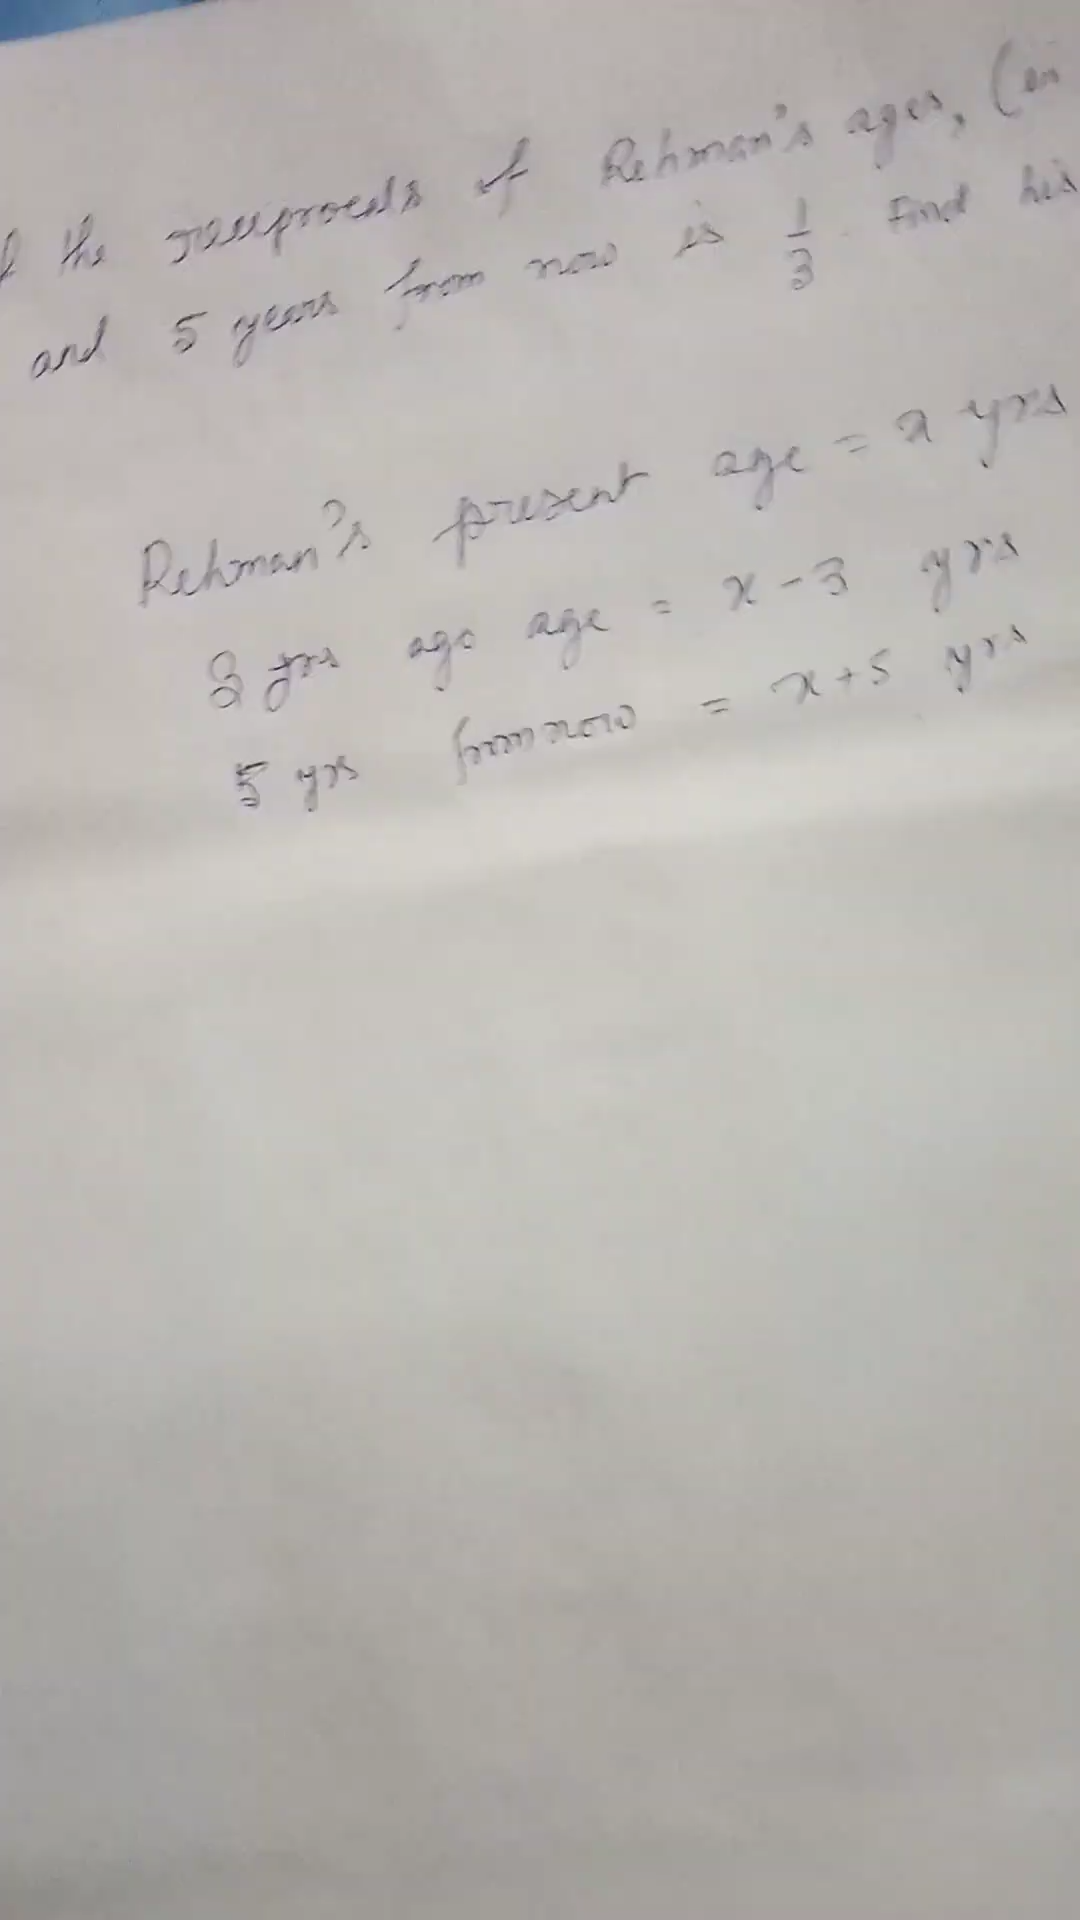 the reciprocals of Rehman's ages, (in
and 5 years from now is 1/3. Find his
Rehman's present age = x yrs
3 yrs ago age = x - 3 yrs
5 yrs from now = x + 5 yrs